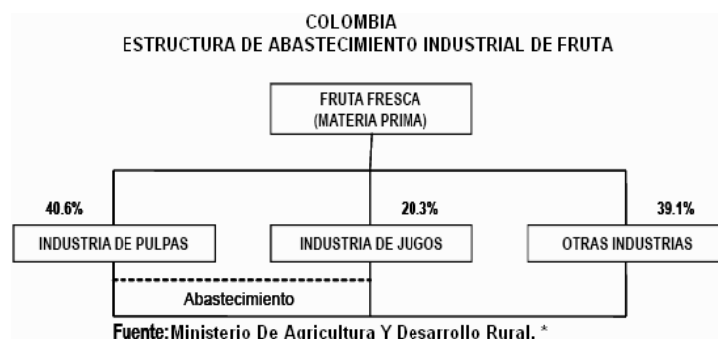 COLOMBIA
ESTRUCTURA DE ABASTECIMIENTO INDUSTRIAL DE FRUTA
FRUTA FRESCA
(MATERIA PRIMA)
40.6%
20.3%
39.1%
INDUSTRIA DE PULPAS
INDUSTRIA DE JUGOS
OTRAS INDUSTRIAS
Abastecimiento
Fuente: Ministerio De Agricultura Y Desarrollo Rural. *